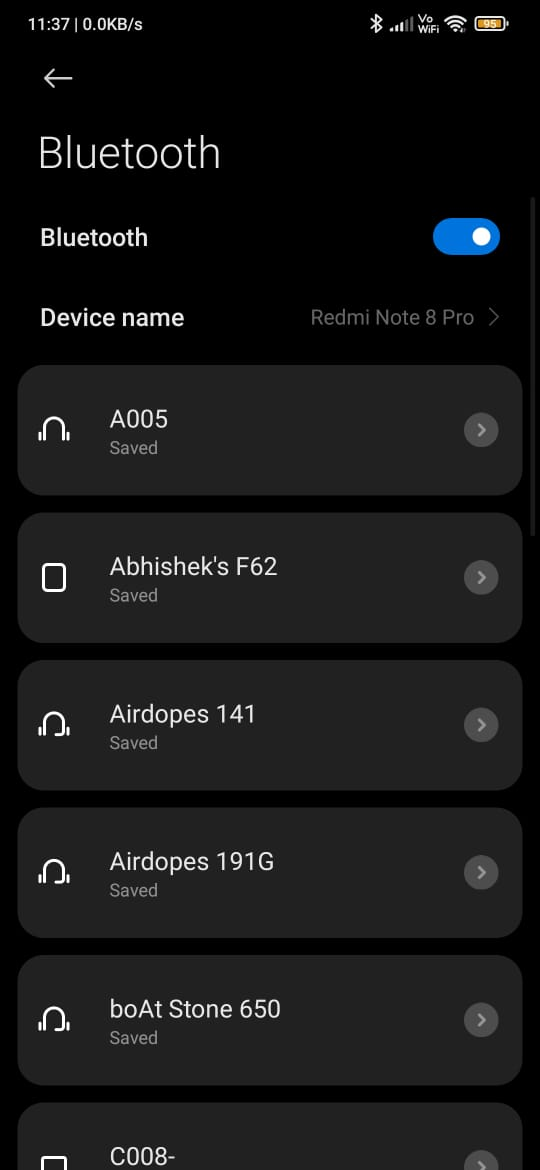 11:37 | 0.0KB/s Vo WiFi 95
Bluetooth
Bluetooth
Device name Redmi Note 8 Pro
A005
Saved
Abhishek's F62
Saved
Airdopes 141
Saved
Airdopes 191G
Saved
boAt Stone 650
Saved
C008-